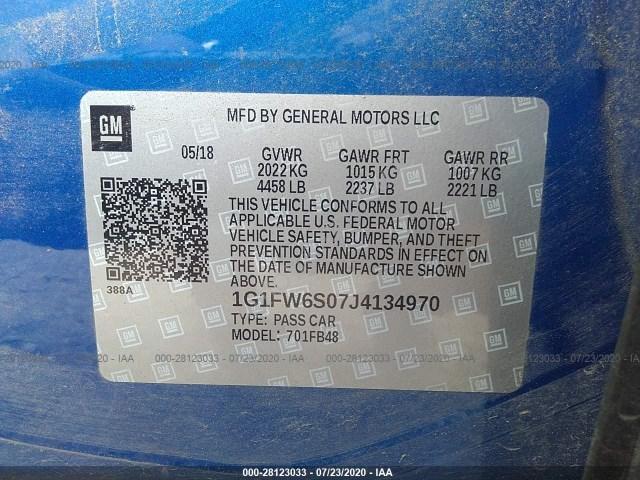 GM
MFD BY GENERAL MOTORS LLC
05/18 GVWR GAWR FRT GAWR RR
2022 KG 1015 KG 1007 KG
4458 LB 2237 LB 2221 LB
THIS VEHICLE CONFORMS TO ALL
APPLICABLE U.S. FEDERAL MOTOR
VEHICLE SAFETY, BUMPER, AND THEFT
PREVENTION STANDARDS IN EFFECT ON
THE DATE OF MANUFACTURE SHOWN
ABOVE.
388A
1G1FW6S07J4134970
TYPE: PASS CAR
MODEL: 701FB48
000-28123033 - 07/23/2020 - IAA